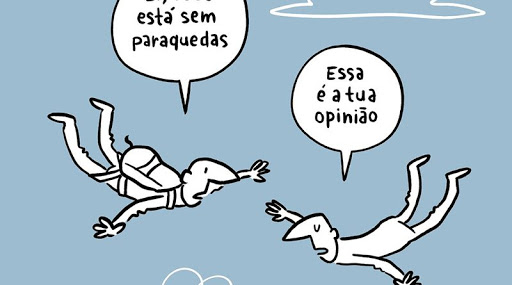 está sem
paraquedas
Essa
é a tua
opinião